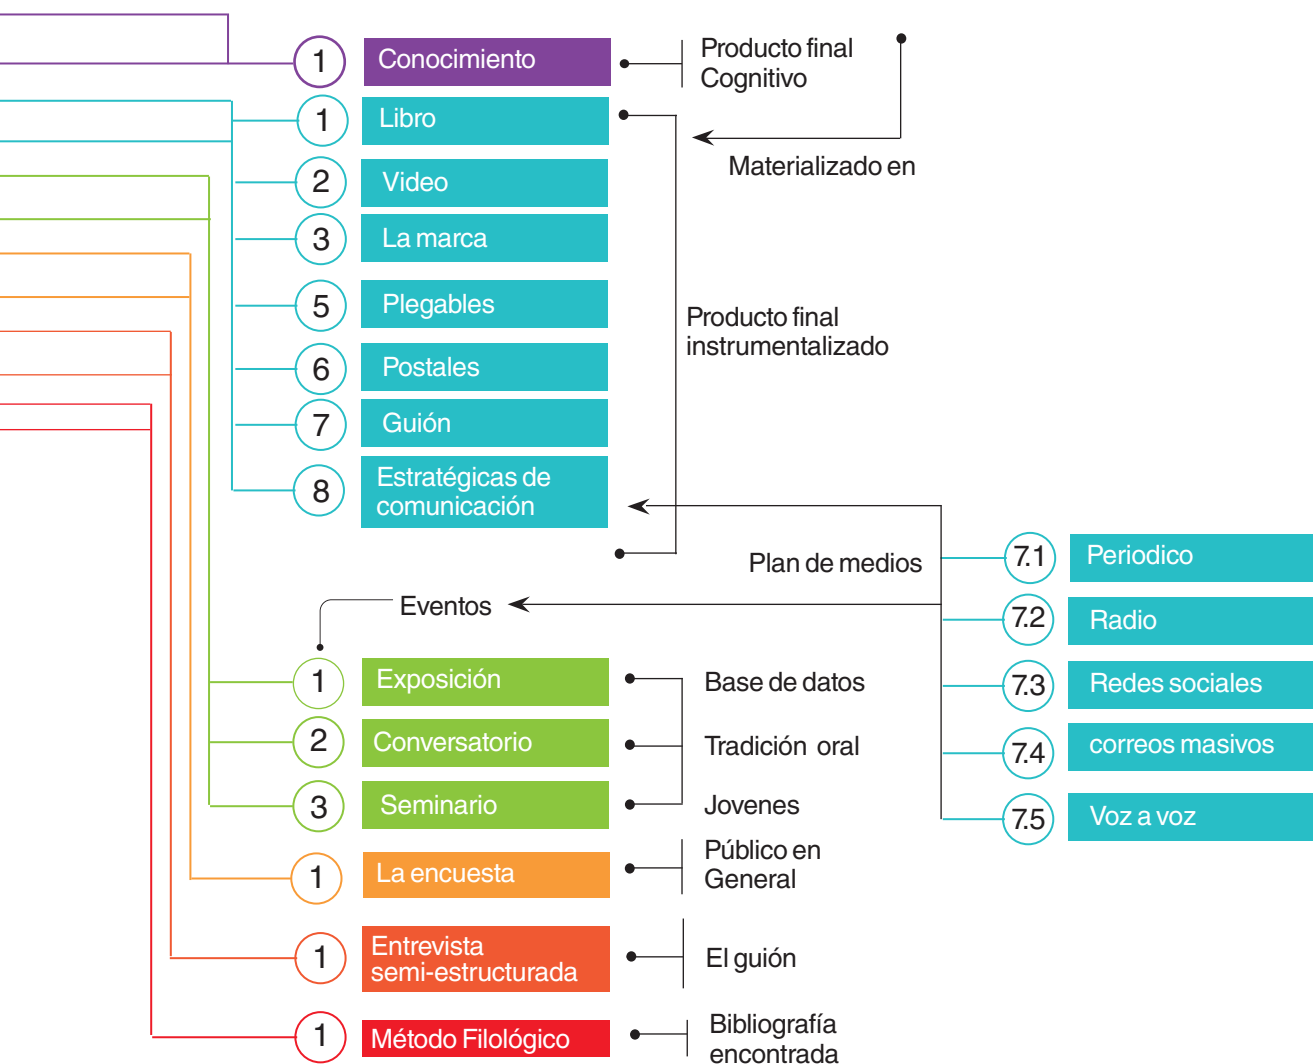 1 Conocimiento
Producto final
Cognitivo
1 Libro
Materializado en
2 Video
3 La marca
5 Plegables
Producto final
instrumentalizado
6 Postales
7 Guión
8 Estratégicas de
comunicación
Plan de medios
7.1 Periodico
7.2 Radio
7.3 Redes sociales
7.4 correos masivos
7.5 Voz a voz
Eventos
1 Exposición
Base de datos
2 Conversatorio
Tradición oral
3 Seminario
Jovenes
1 La encuesta
Público en
General
1 Entrevista
semi-estructurada
El guión
1 Método Filológico
Bibliografía
encontrada